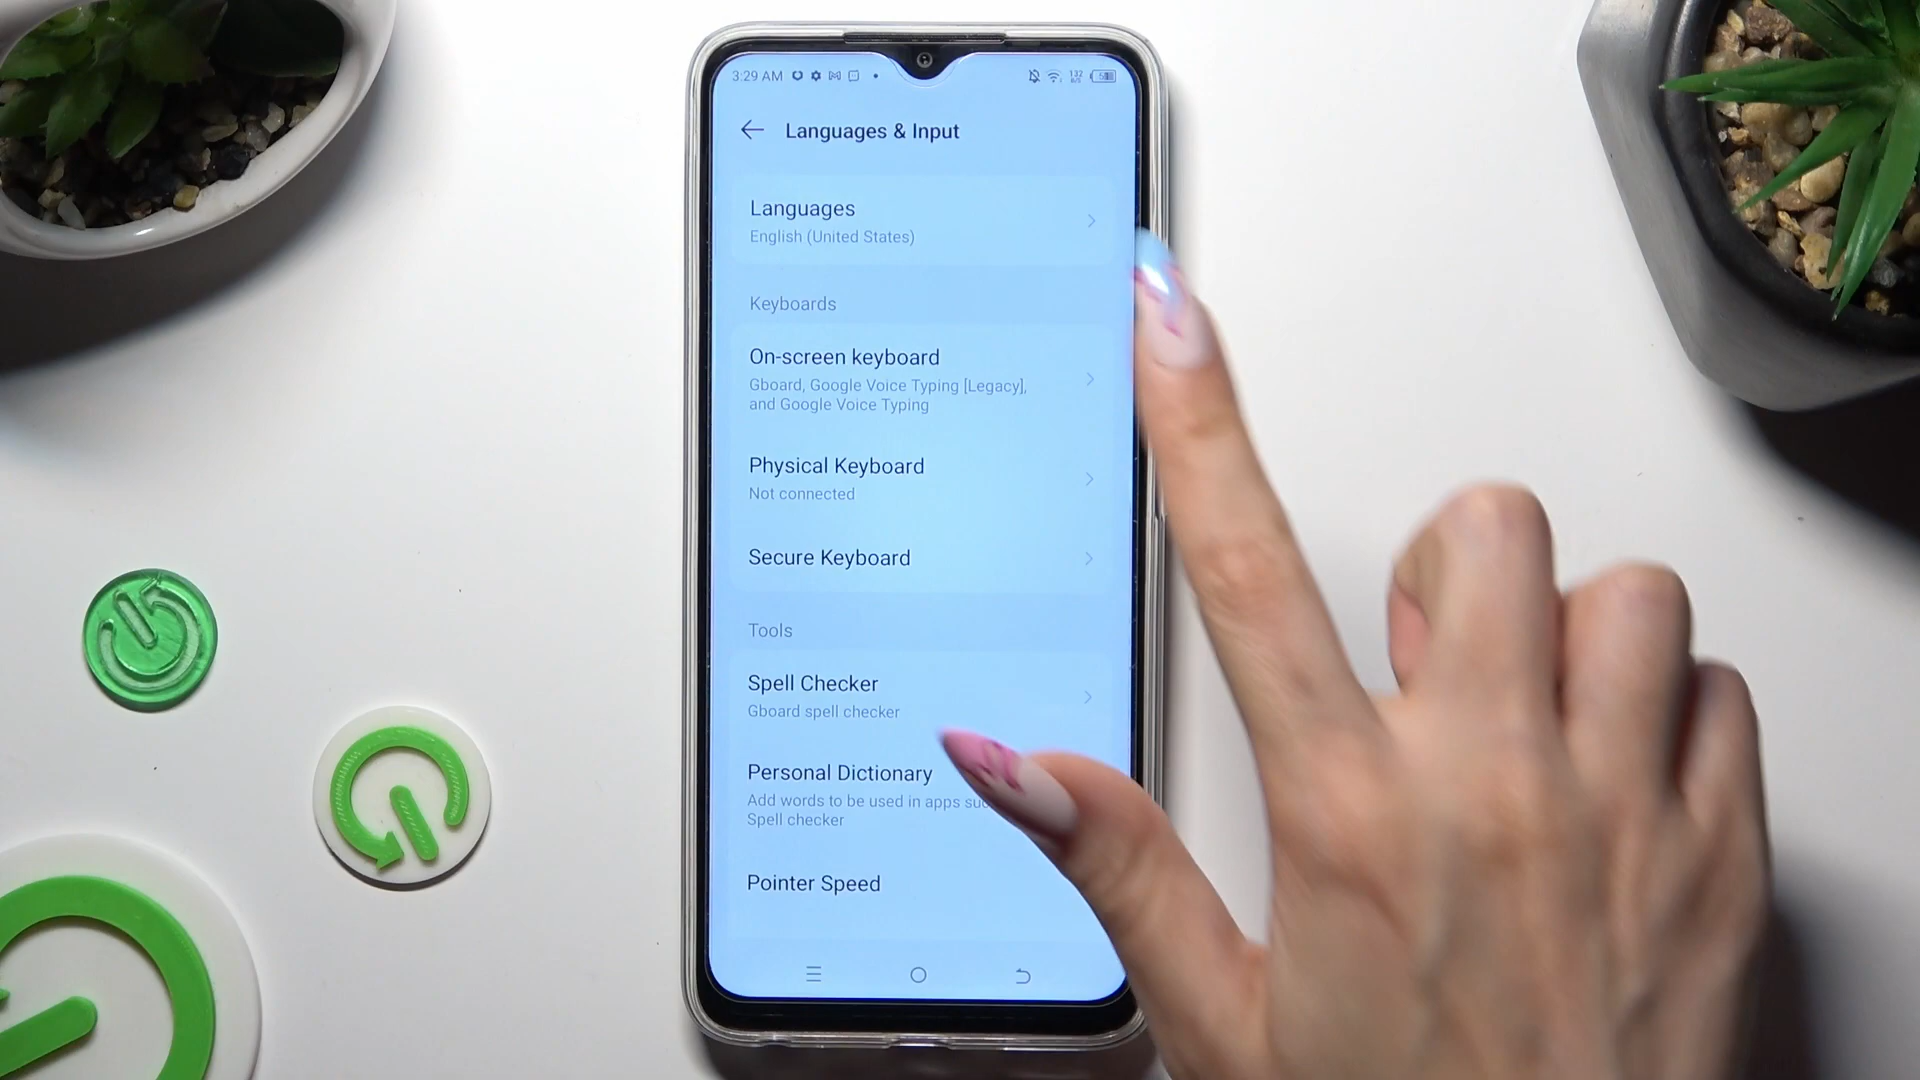 3:29 AM
Languages & Input
Languages
English (United States)
Keyboards
On-screen keyboard
Gboard, Google Voice Typing [Legacy],
and Google Voice Typing
Physical Keyboard
Not connected
Secure Keyboard
Tools
Spell Checker
Gboard spell checker
Personal Dictionary
Add words to be used in apps
Spell checker
Pointer Speed